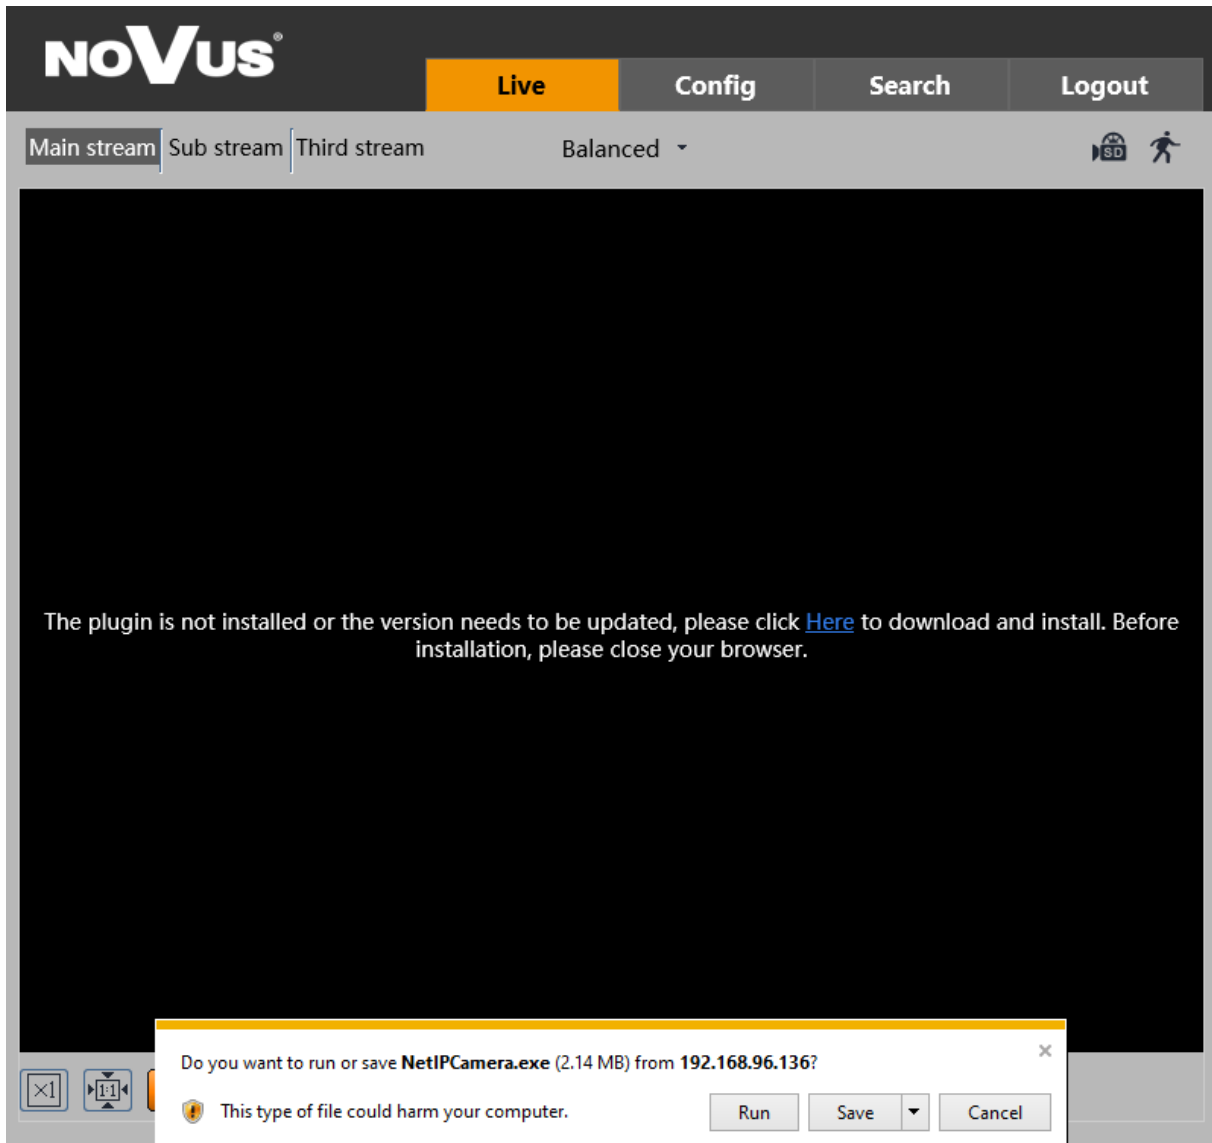 NOVUS®
Live Config Search Logout
Main stream Sub stream Third stream Balanced
SD
The plugin is not installed or the version needs to be updated, please click Here to download and install. Before
installation, please close your browser.
×1 1:1
Do you want to run or save NetIPCamera.exe (2.14 MB) from 192.168.96.136?
This type of file could harm your computer.
Run Save Cancel